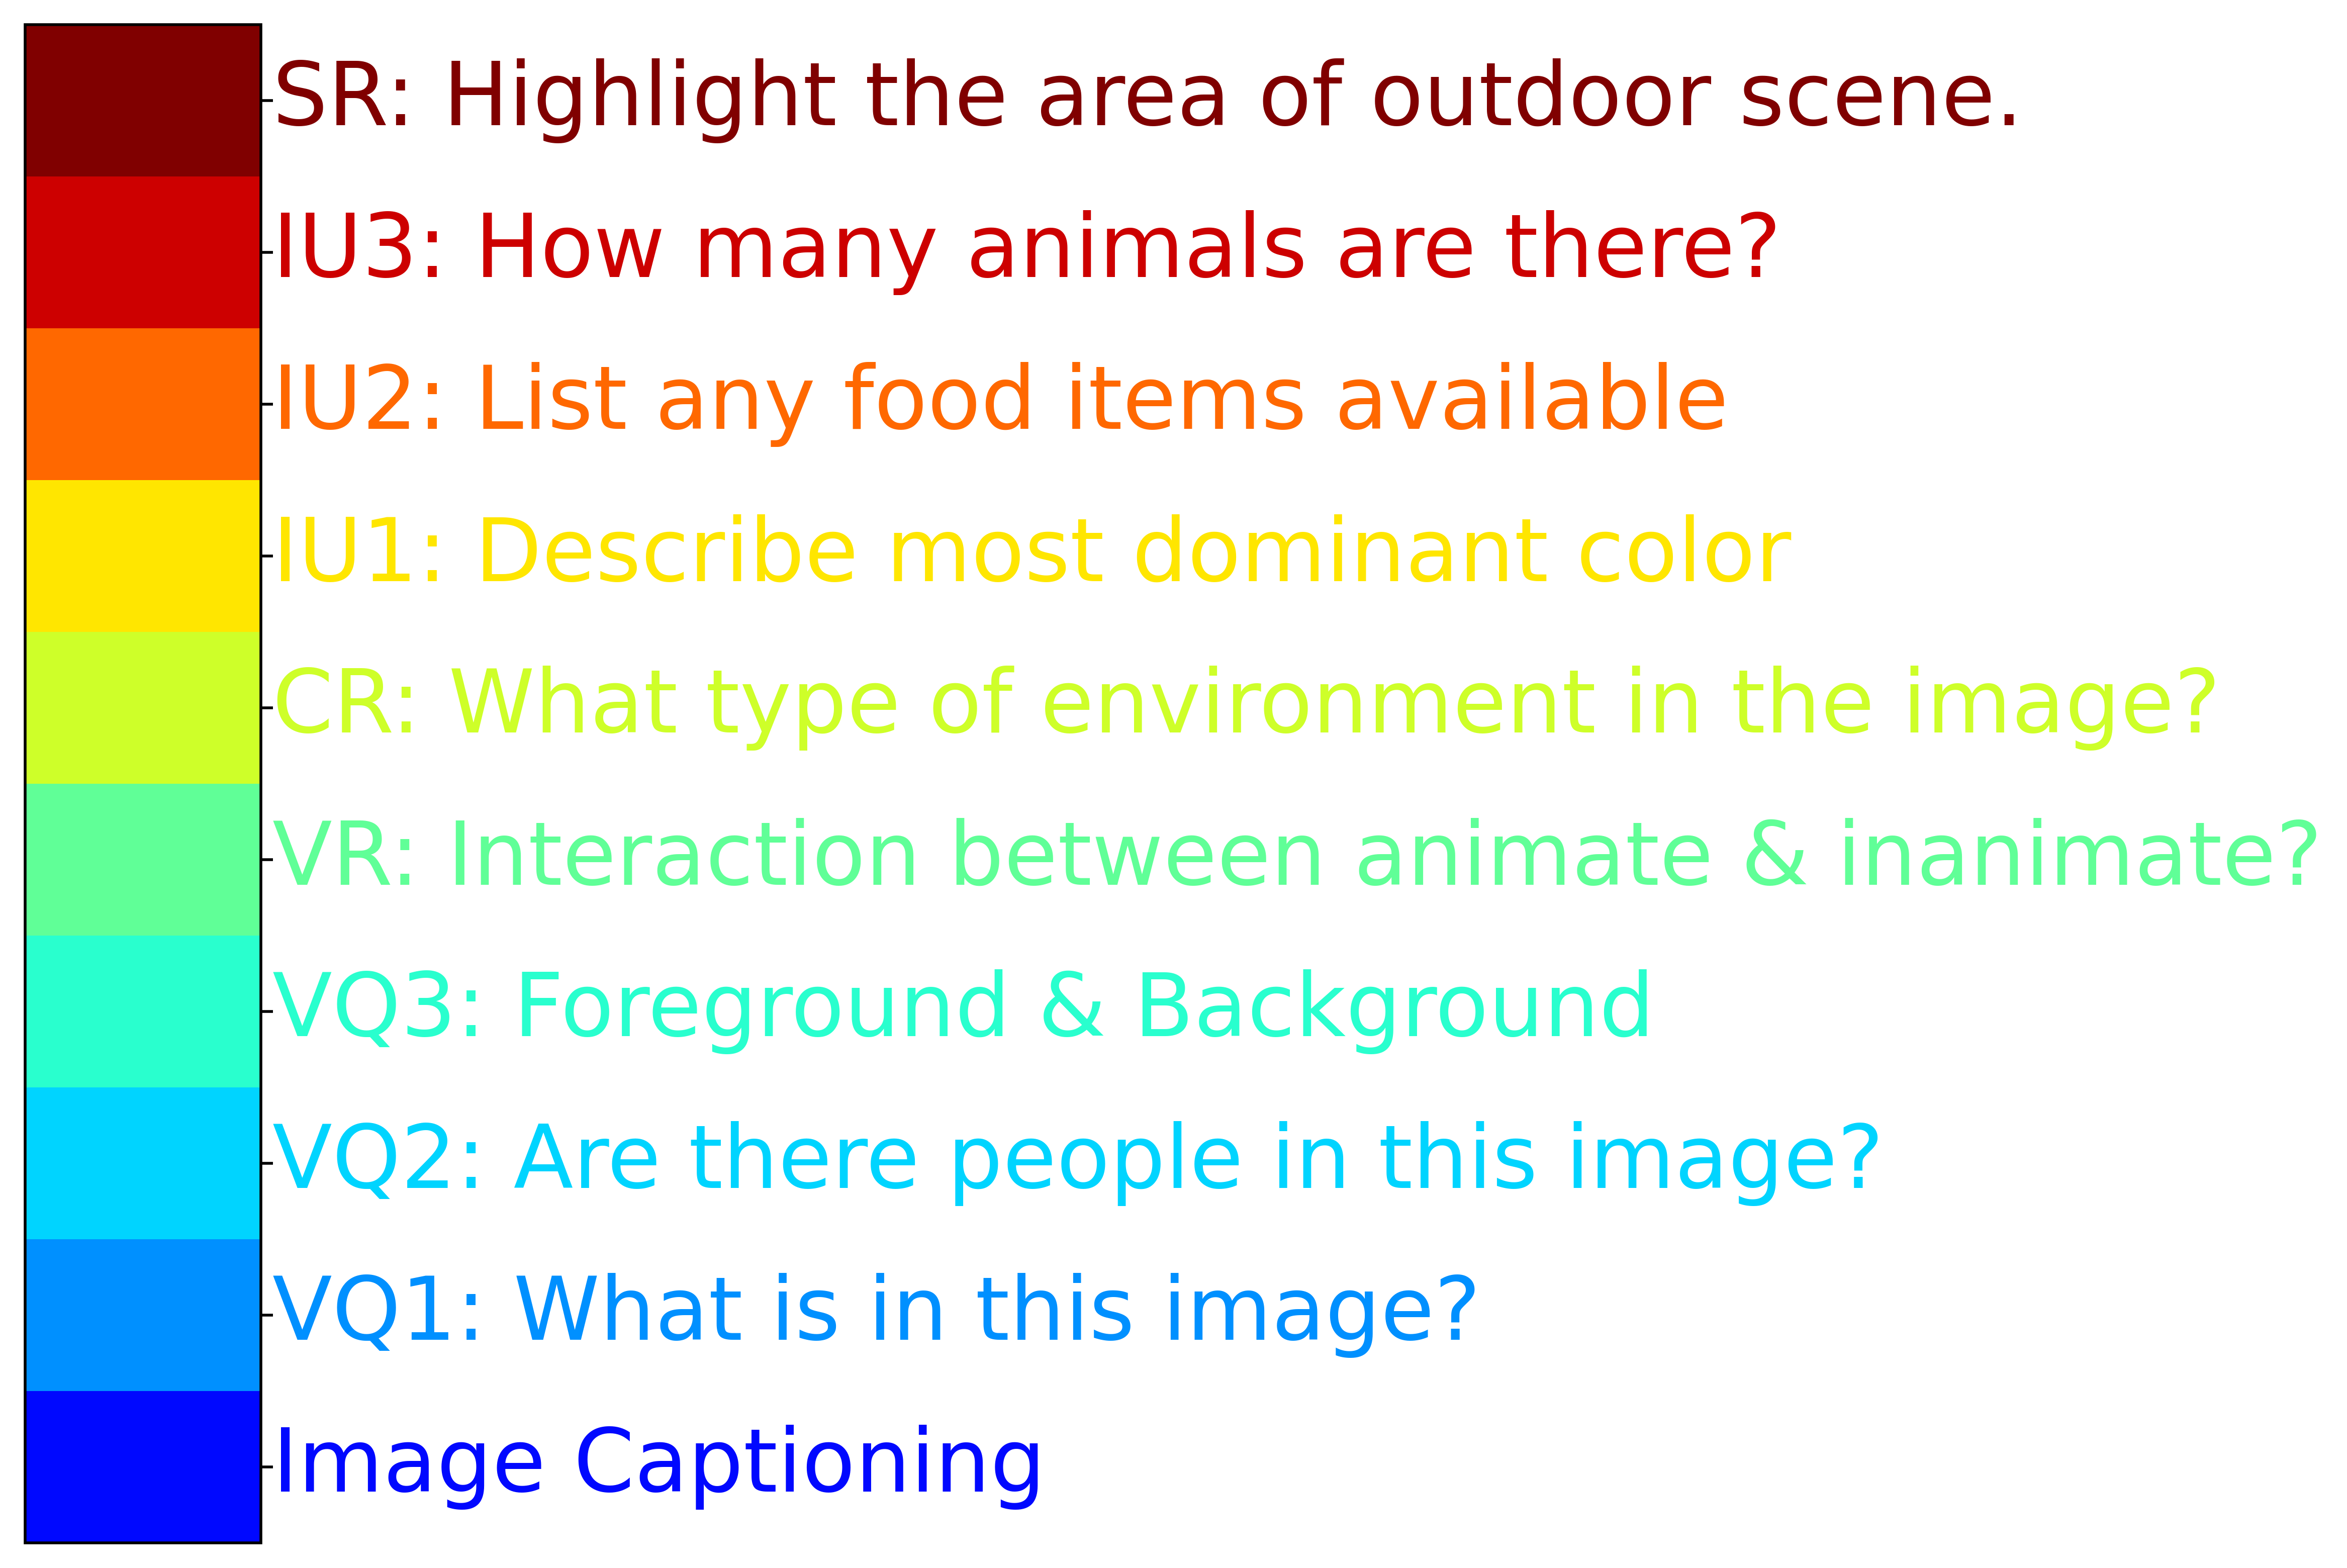 SR: Highlight the area of outdoor scene.
IU3: How many animals are there?
IU2: List any food items available
IU1: Describe most dominant color
CR: What type of environment in the image?
VR: Interaction between animate & inanimate?
VQ3: Foreground & Background
VQ2: Are there people in this image?
VQ1: What is in this image?
Image Captioning